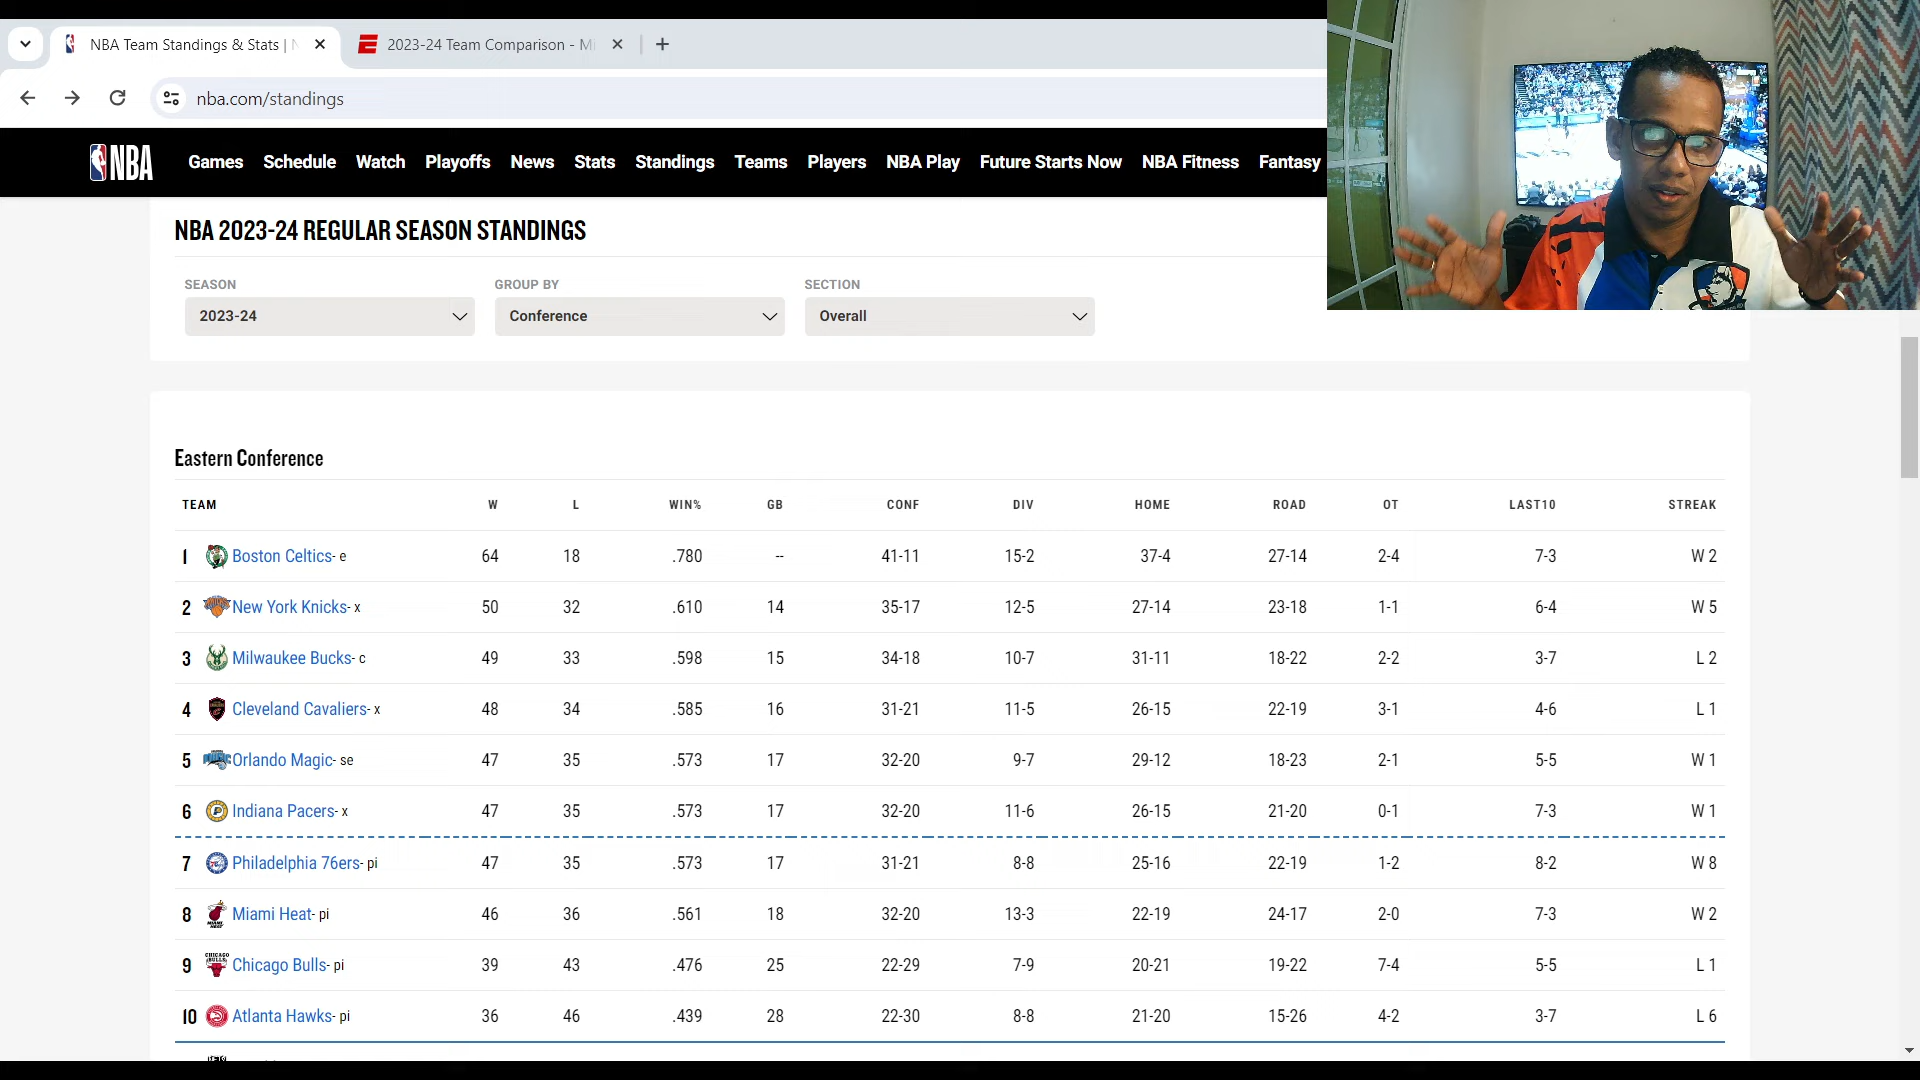 NBA Team Standings & Stats |
2023-24 Team Comparison - Mi
nba.com/standings
NBA Games Schedule Watch Playoffs News Stats Standings Teams Players NBA Play Future Starts Now NBA Fitness Fantasy
NBA 2023-24 REGULAR SEASON STANDINGS
SEASON GROUP BY SECTION
2023-24 Conference Overall
Eastern Conference
TEAM W L WIN% GB CONF DIV HOME ROAD OT LAST10 STREAK
1 Boston Celtics- e 64 18 .780 -- 41-11 15-2 37-4 27-14 2-4 7-3 W 2
2 New York Knicks- x 50 32 .610 14 35-17 12-5 27-14 23-18 1-1 6-4 W 5
3 Milwaukee Bucks- c 49 33 .598 15 34-18 10-7 31-11 18-22 2-2 3-7 L 2
4 Cleveland Cavaliers- x 48 34 .585 16 31-21 11-5 26-15 22-19 3-1 4-6 L 1
5 Orlando Magic- se 47 35 .573 17 32-20 9-7 29-12 18-23 2-1 5-5 W 1
6 Indiana Pacers- x 47 35 .573 17 32-20 11-6 26-15 21-20 0-1 7-3 W 1
7 Philadelphia 76ers- pi 47 35 .573 17 31-21 8-8 25-16 22-19 1-2 8-2 W 8
8 Miami Heat- pi 46 36 .561 18 32-20 13-3 22-19 24-17 2-0 7-3 W 2
9 Chicago Bulls- pi 39 43 .476 25 22-29 7-9 20-21 19-22 7-4 5-5 L 1
10 Atlanta Hawks- pi 36 46 .439 28 22-30 8-8 21-20 15-26 4-2 3-7 L 6